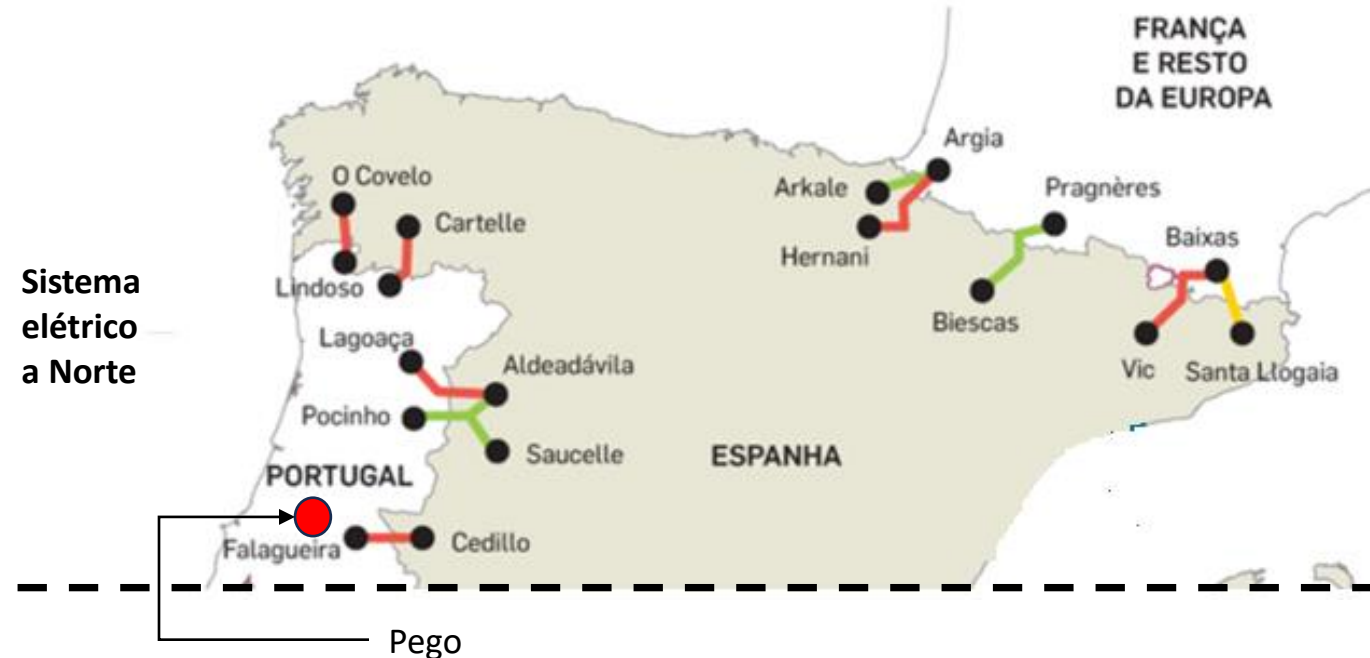 FRANÇA
E RESTO
DA EUROPA
Argia
Arkale
Pragnères
O Covelo
Cartelle
Baixas
Hernani
Sistema
elétrico
a Norte
Lindoso
Biescas
Lagoaça
Aldeadávila
Vic
Santa Llogaia
Pocinho
Saucelle
ESPANHA
PORTUGAL
Falagueira
Cedillo
Pego